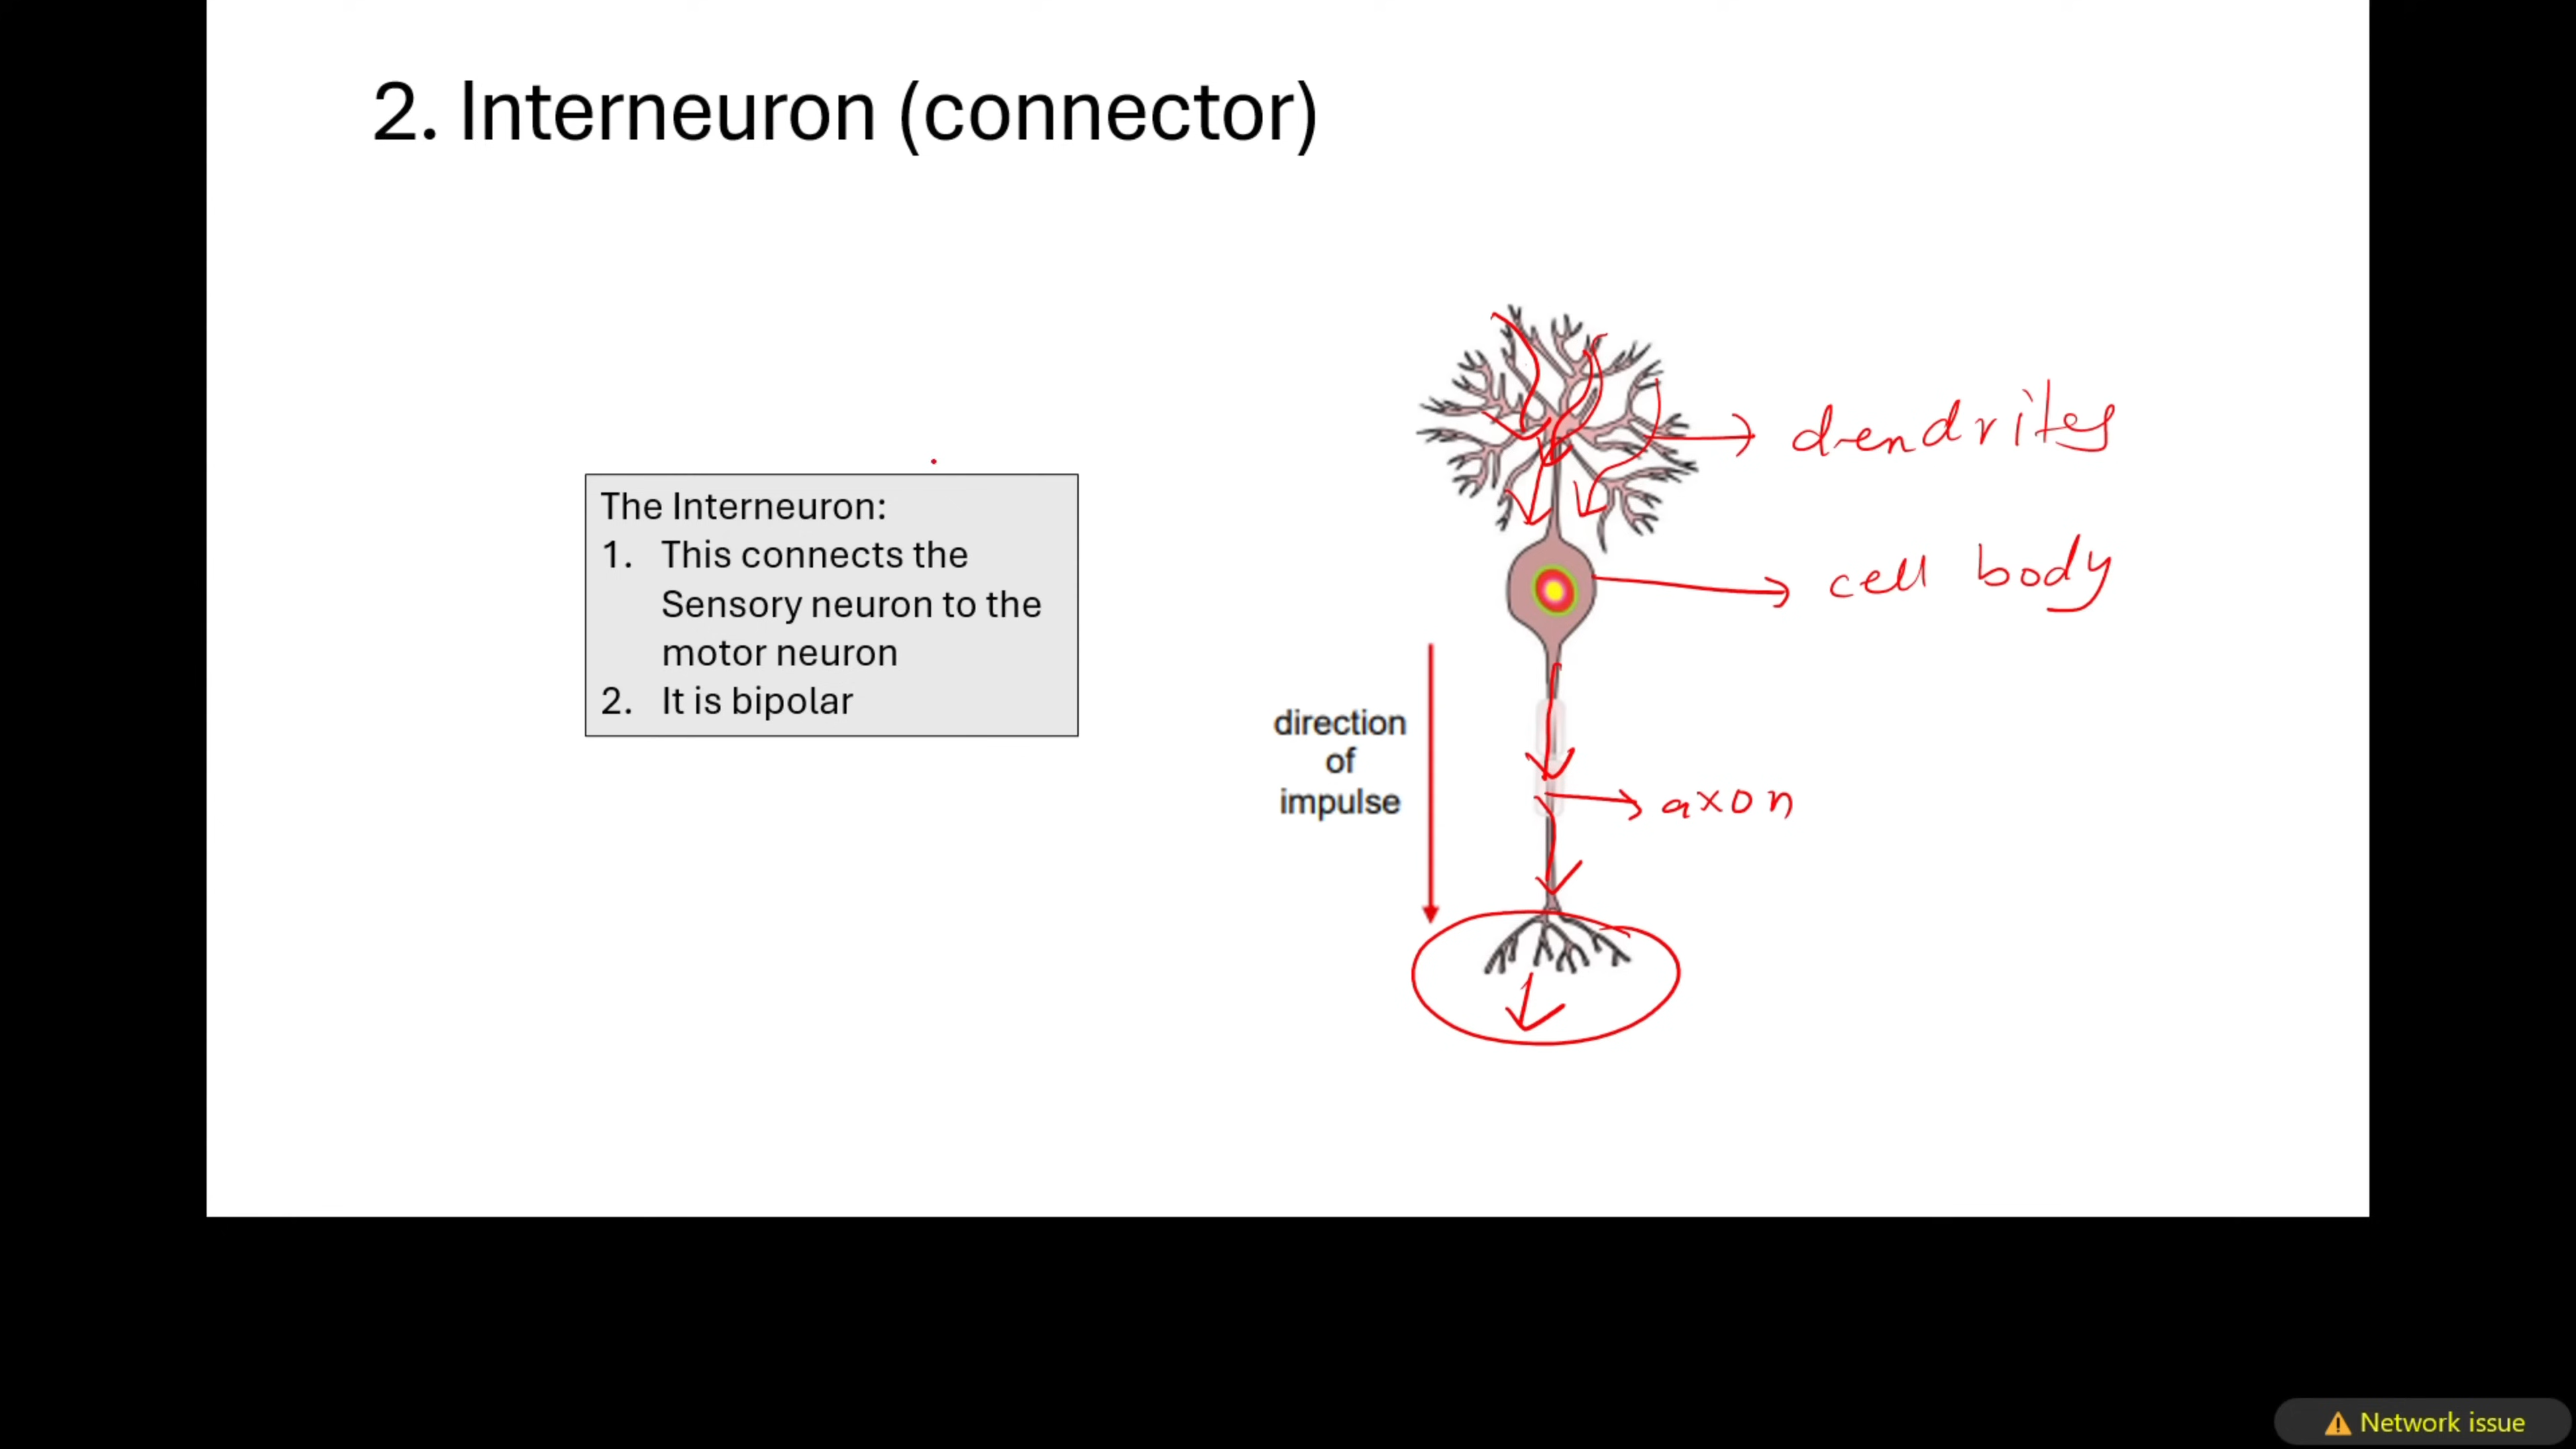 2. Interneuron (connector)
The Interneuron:
1. This connects the
Sensory neuron to the
motor neuron
2. It is bipolar
dendrites
cell body
direction
of
impulse
axon
⚠ Network issue